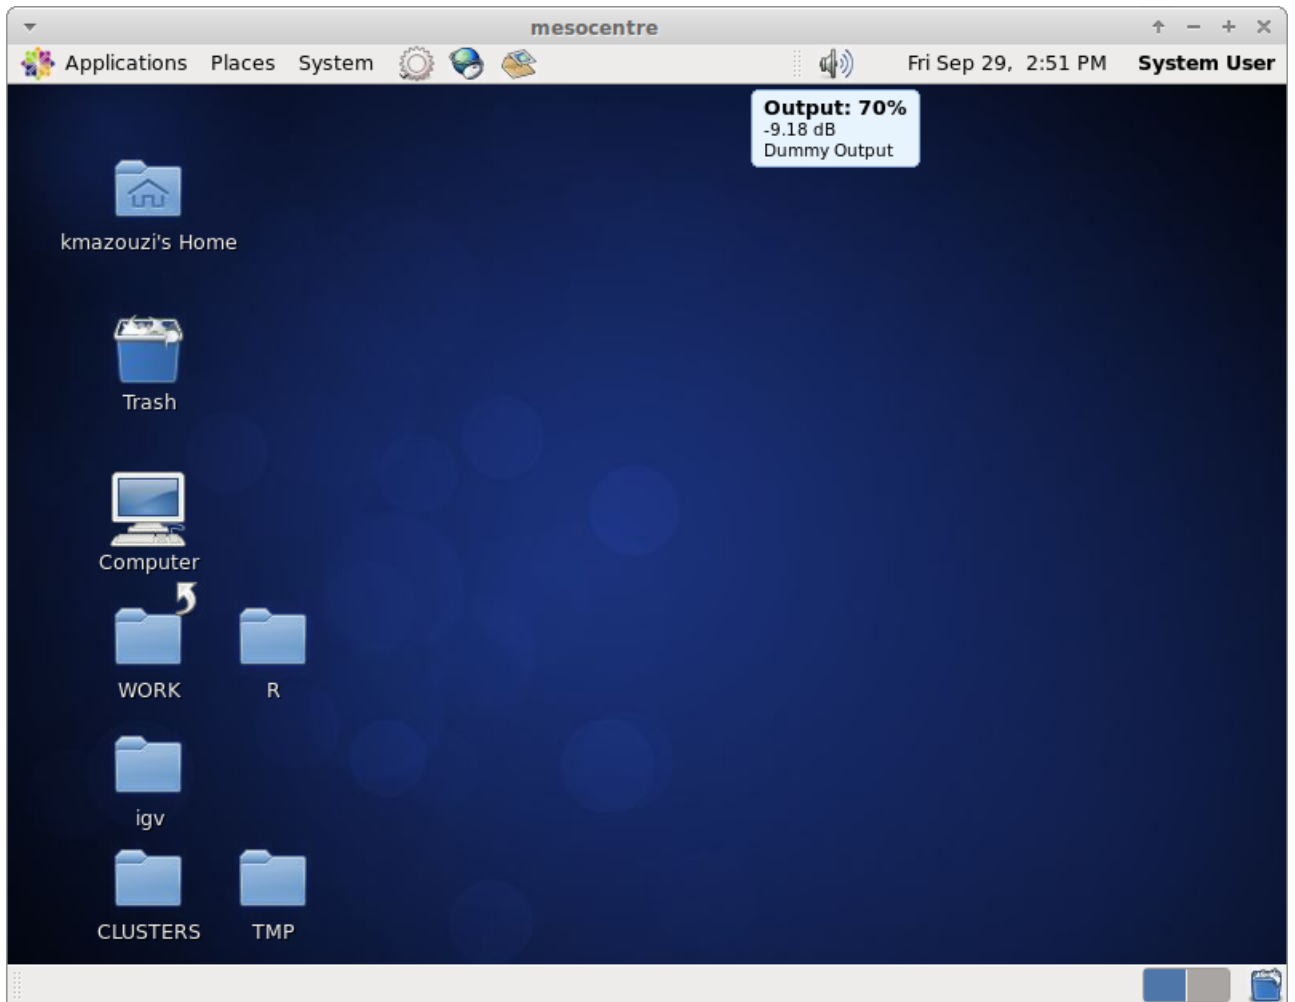 mesocentre
Applications Places System Fri Sep 29, 2:51 PM System User
Output: 70%
-9.18 dB
Dummy Output
kmazouzi's Home
Trash
Computer
WORK R
igv
CLUSTERS TMP